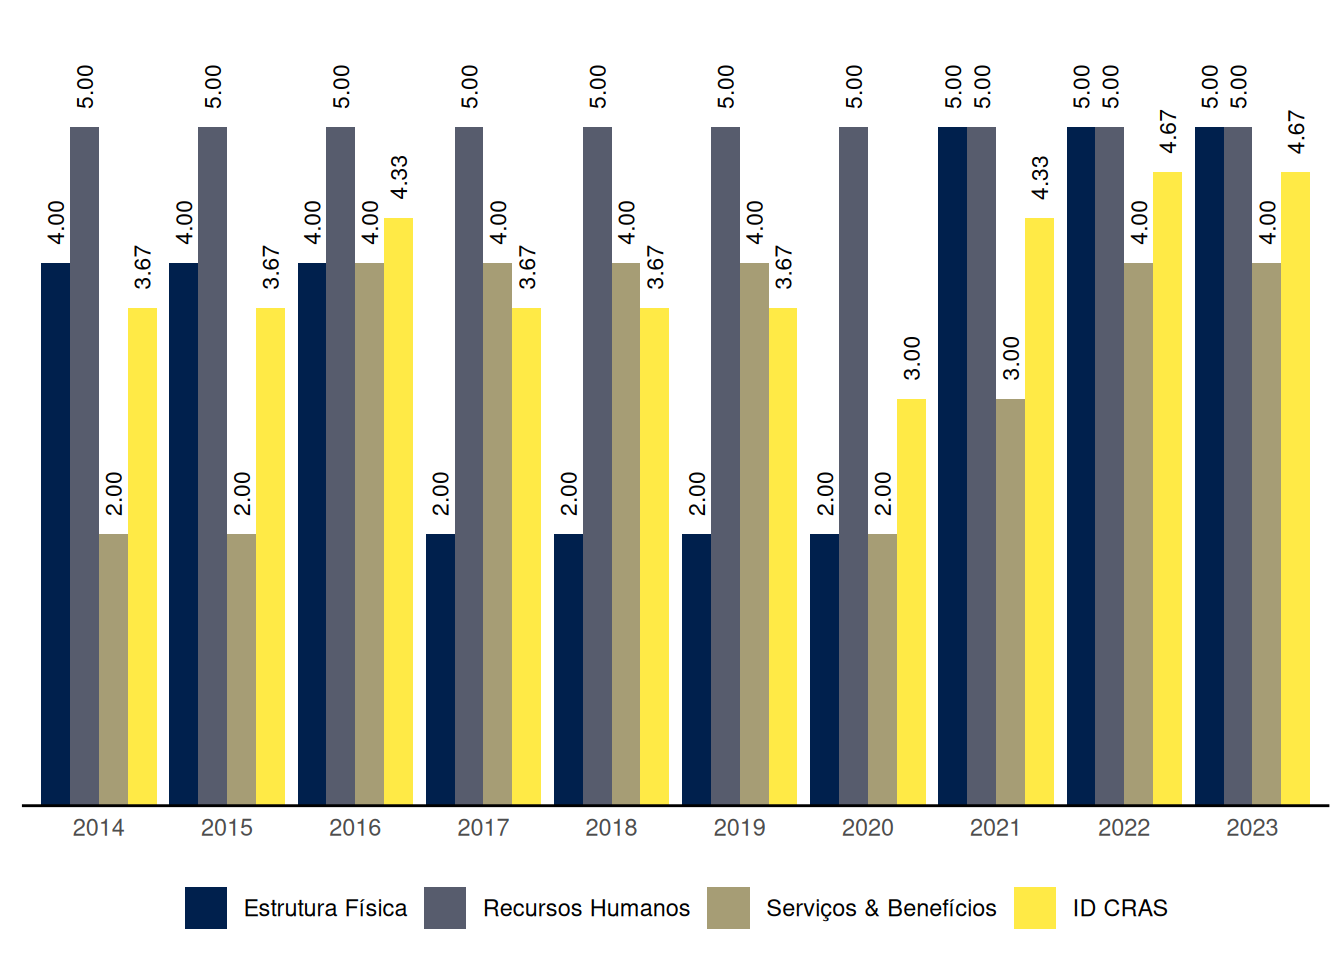 5.00 5.00 5.00 5.00 5.00 5.00 5.00 5.00 5.00 5.00 5.00 5.00 5.00
4.67 4.67
4.33 4.33
4.00 4.00 4.00 4.00 4.00 4.00 4.00 4.00 4.00
3.67 3.67 3.67 3.67 3.67
3.00 3.00
2.00 2.00 2.00 2.00 2.00 2.00 2.00
2014 2015 2016 2017 2018 2019 2020 2021 2022 2023
Estrutura Física Recursos Humanos Serviços & Benefícios ID CRAS